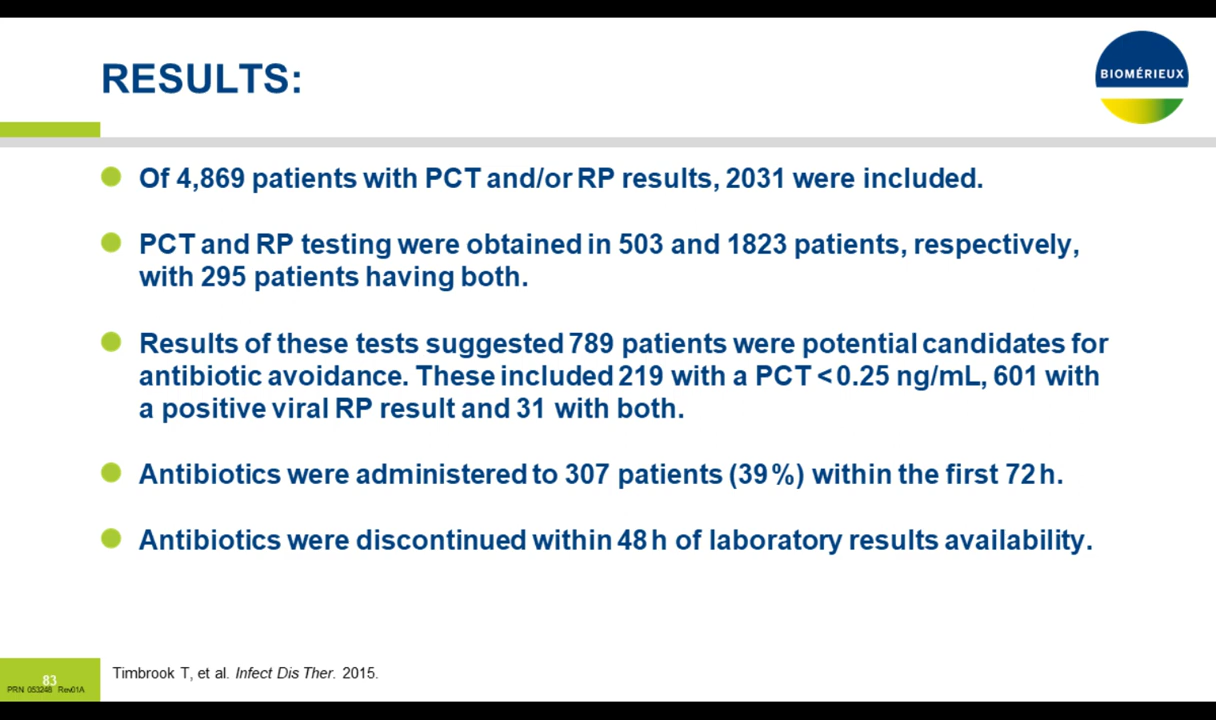 RESULTS:
BIOMÉRIEUX
Of 4,869 patients with PCT and/or RP results, 2031 were included.
PCT and RP testing were obtained in 503 and 1823 patients, respectively,
with 295 patients having both.
Results of these tests suggested 789 patients were potential candidates for
antibiotic avoidance. These included 219 with a PCT < 0.25 ng/mL, 601 with
a positive viral RP result and 31 with both.
Antibiotics were administered to 307 patients (39 %) within the first 72 h.
Antibiotics were discontinued within 48 h of laboratory results availability.
Timbrook T, et al. Infect Dis Ther. 2015.
83
PRN 053248 Rev01A